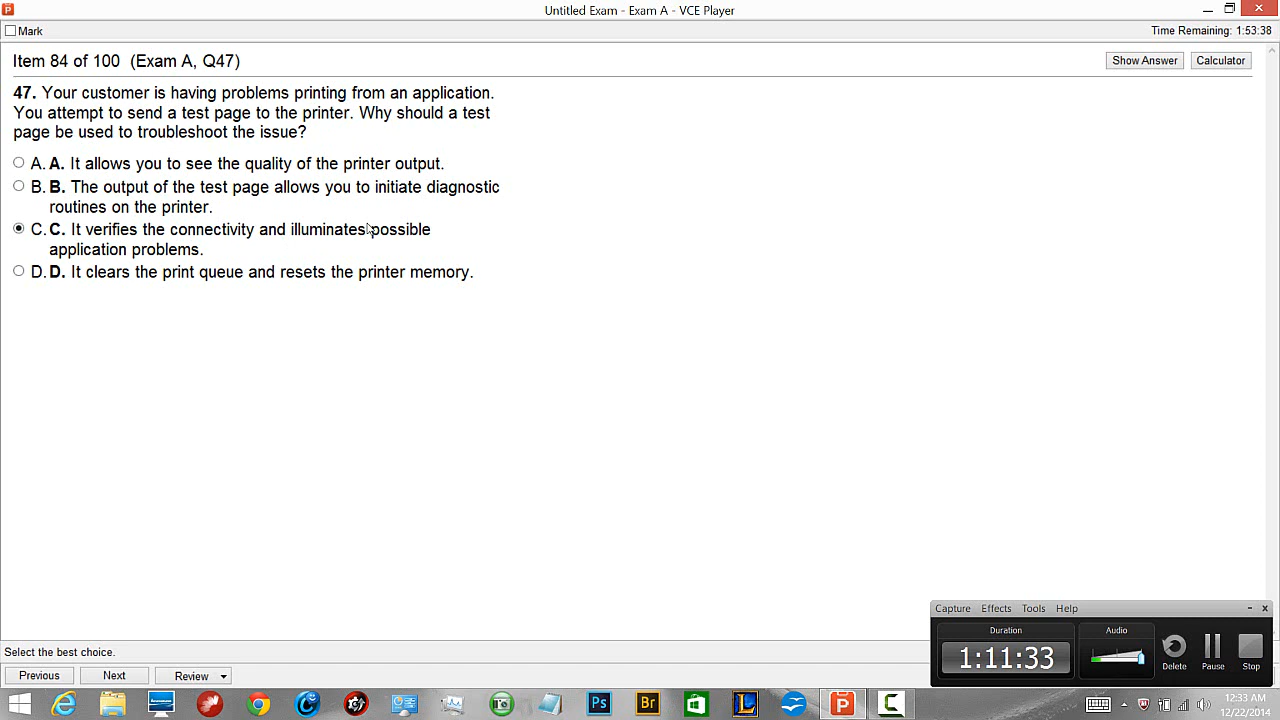 Untitled Exam - Exam A - VCE Player
Mark
Time Remaining: 1:53:38
Item 84 of 100 (Exam A, Q47)
Show Answer
Calculator
47. Your customer is having problems printing from an application.
You attempt to send a test page to the printer. Why should a test
page be used to troubleshoot the issue?
A. A. It allows you to see the quality of the printer output.
B. B. The output of the test page allows you to initiate diagnostic
routines on the printer.
C. C. It verifies the connectivity and illuminates possible
application problems.
D. D. It clears the print queue and resets the printer memory.
Capture Effects Tools Help
Duration
Audio
1:11:33
Delete
Pause
Stop
Select the best choice.
Previous
Next
Review
Ps
Br
L
P
C
12:33 AM
12/22/2014